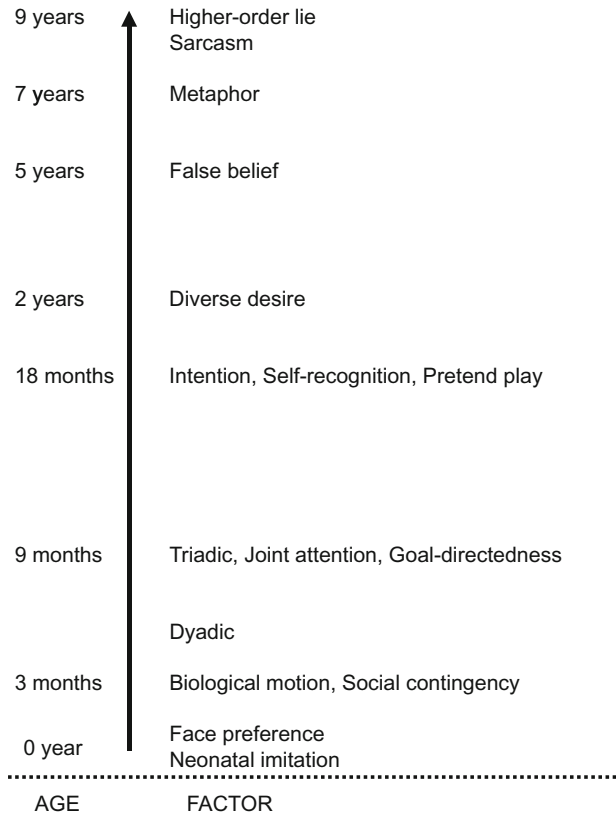 9 years Higher-order lie
Sarcasm
7 years Metaphor
5 years False belief
2 years Diverse desire
18 months Intention, Self-recognition, Pretend play
9 months Triadic, Joint attention, Goal-directedness
Dyadic
3 months Biological motion, Social contingency
0 year Face preference
Neonatal imitation
AGE FACTOR